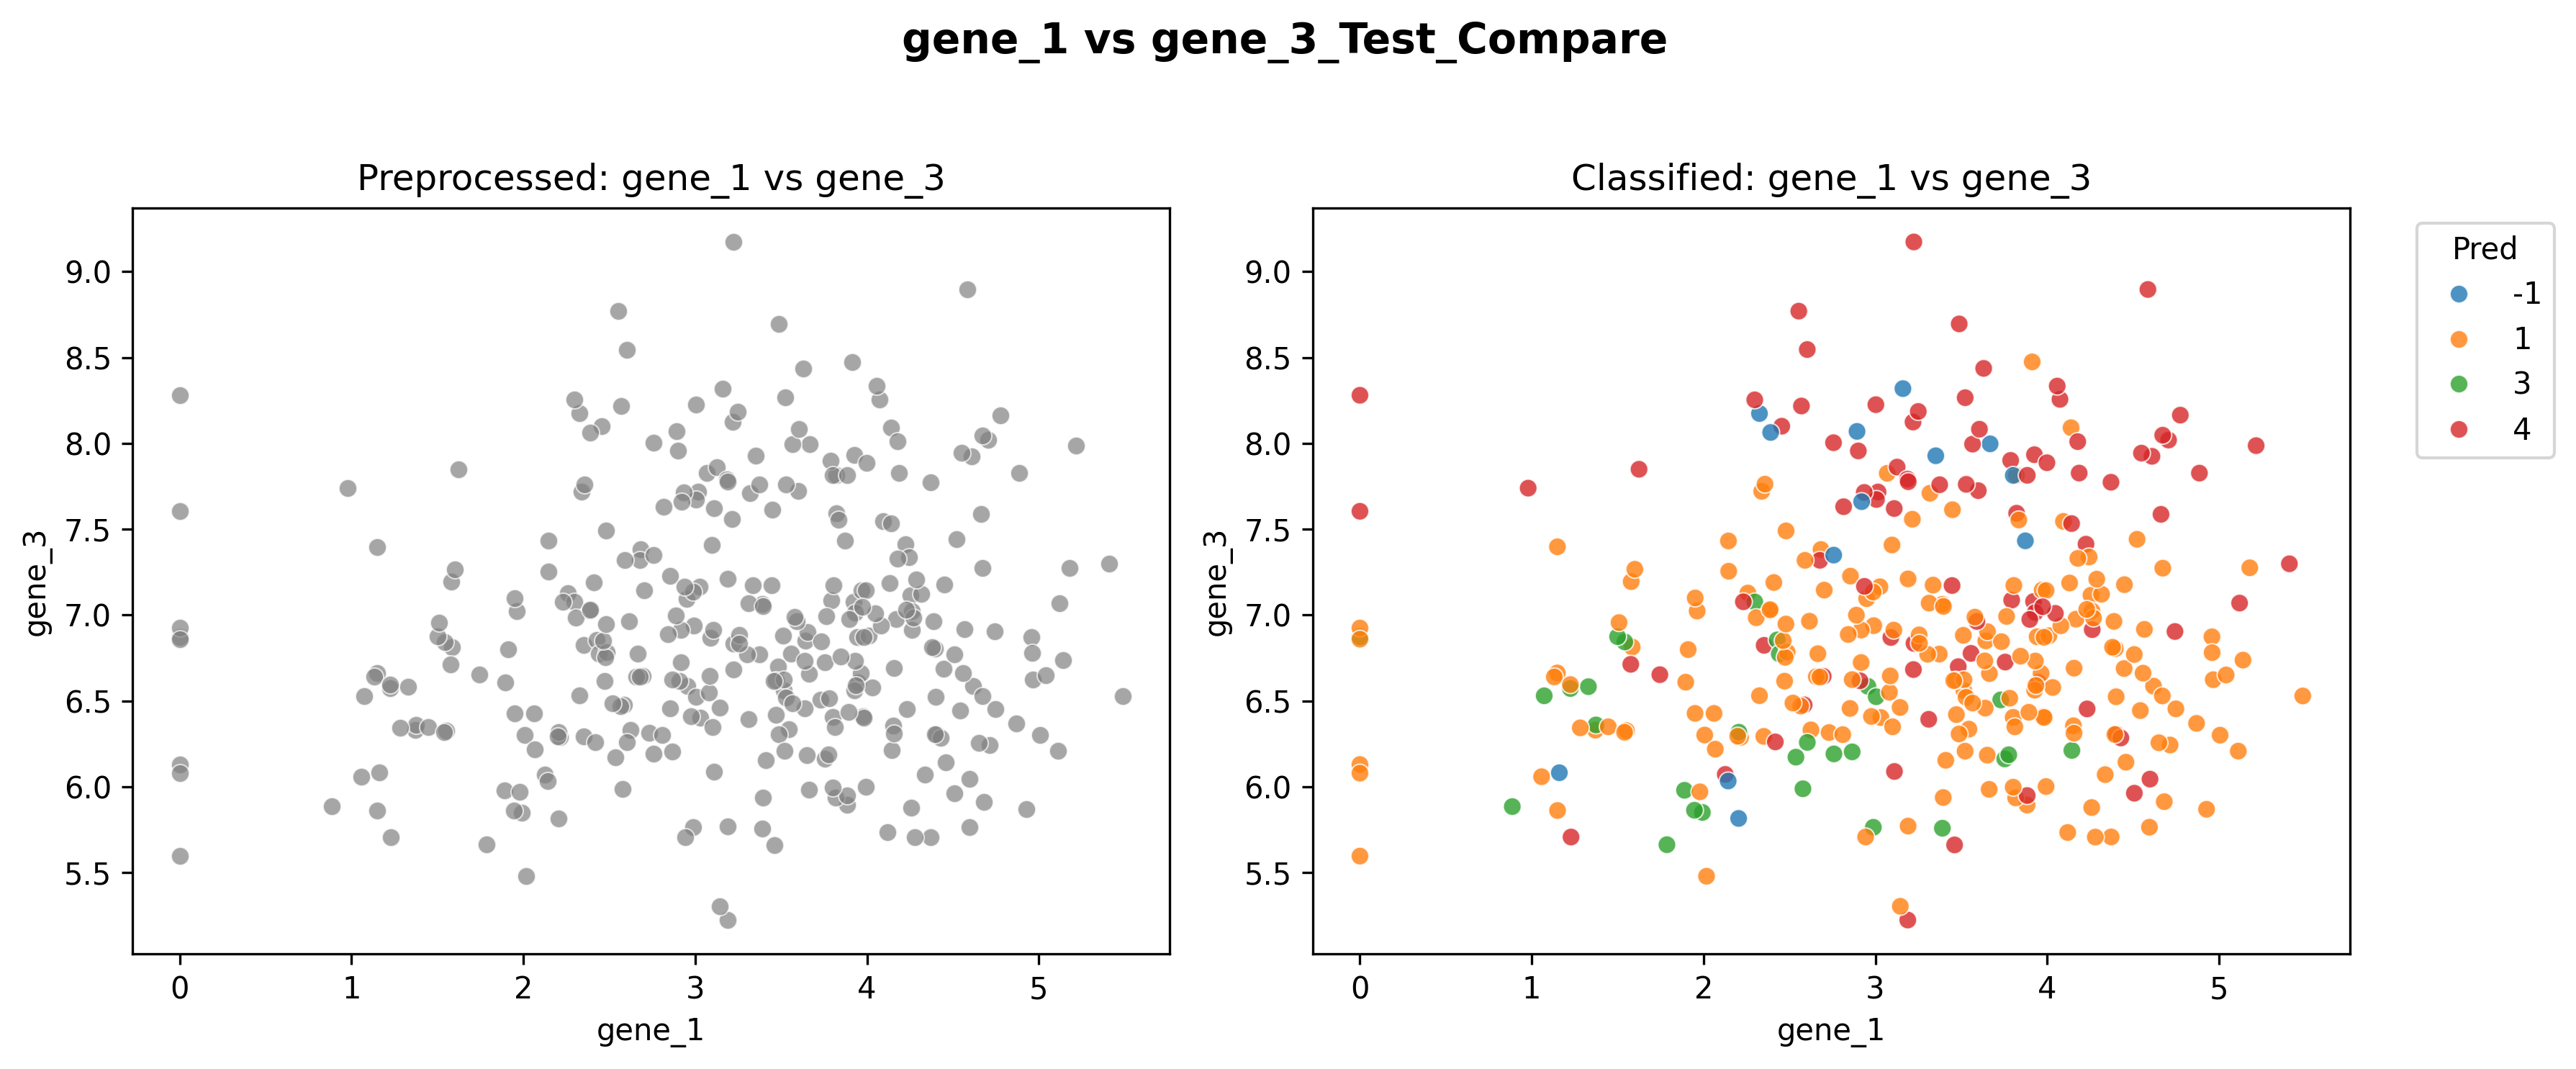 gene_1 vs gene_3_Test_Compare
Preprocessed: gene_1 vs gene_3
gene_3
9.0
8.5
8.0
7.5
7.0
6.5
6.0
5.5
0 1 2 3 4 5
gene_1
Classified: gene_1 vs gene_3
gene_3
9.0
8.5
8.0
7.5
7.0
6.5
6.0
5.5
0 1 2 3 4 5
gene_1
Pred
-1
1
3
4